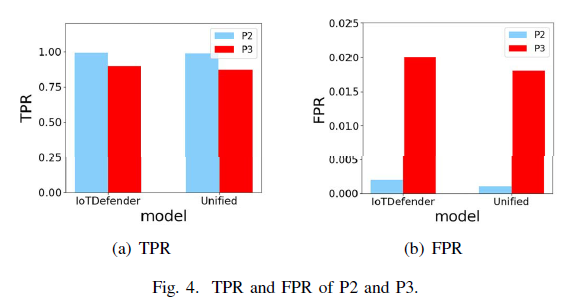 TPR
1.00
0.75
0.50
0.25
0.00
P2
P3
IoTDefender
Unified
model
(a) TPR
FPR
0.025
0.020
0.015
0.010
0.005
0.000
P2
P3
IoTDefender
Unified
model
(b) FPR
Fig. 4. TPR and FPR of P2 and P3.